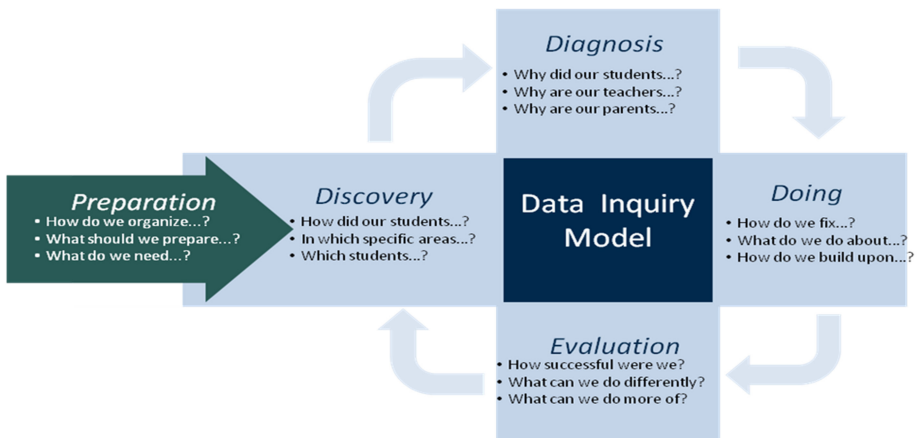 Preparation
• How do we organize...?
• What should we prepare...?
• What do we need...?
Discovery
• How did our students...?
• In which specific areas...?
• Which students...?
Diagnosis
• Why did our students...?
• Why are our teachers...?
• Why are our parents...?
Data Inquiry
Model
Doing
• How do we fix...?
• What do we do about...?
• How do we build upon...?
Evaluation
• How successful were we?
• What can we do differently?
• What can we do more of?